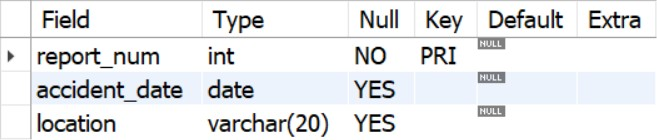 Field Type Null Key Default Extra
report_num int NO PRI NULL
accident_date date YES NULL
location varchar(20) YES NULL